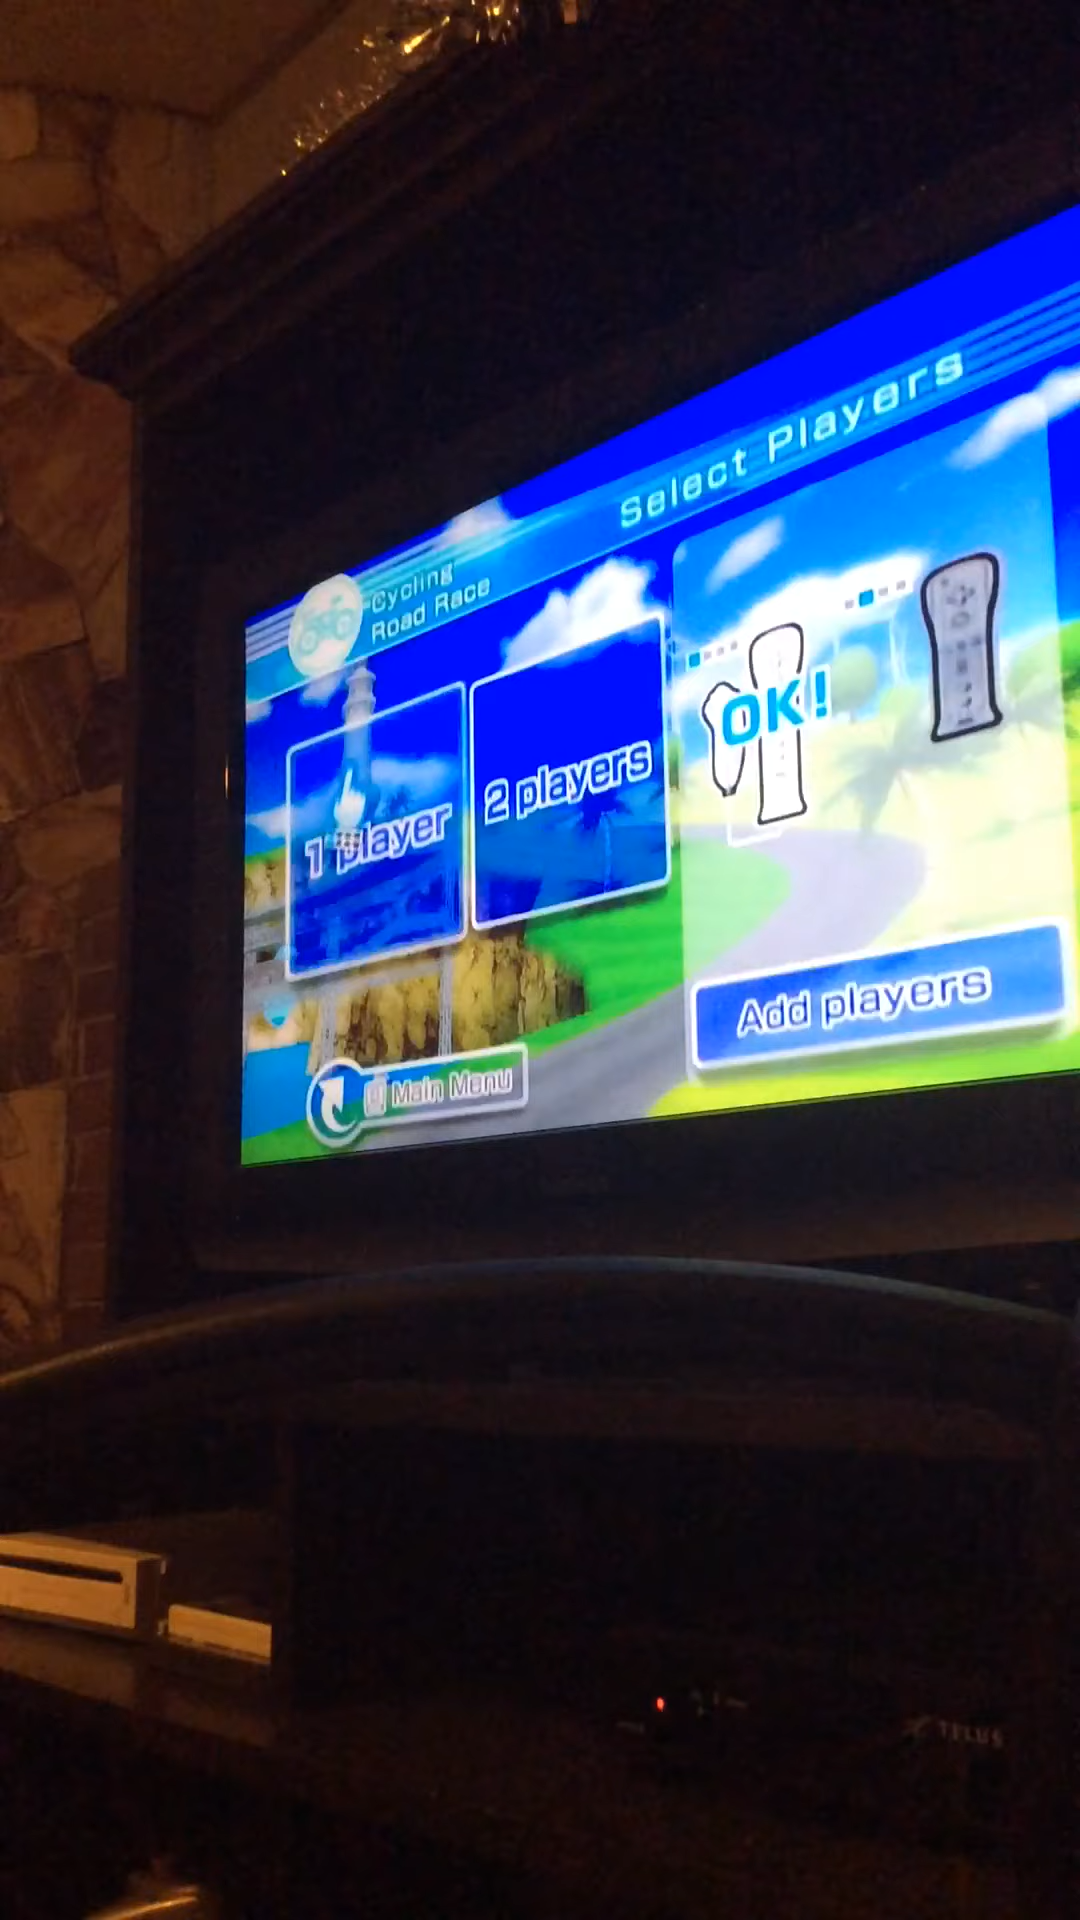 Select Players
Cycling
Road Race
1 player
2 players
OK!
Add players
Main Menu
TELUS